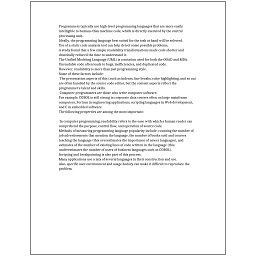 Programmers typically use high-level programming languages that are more easily
intelligible to humans than machine code, which is directly executed by the central
processing unit.
Ideally, the programming language best suited for the task at hand will be selected.
Use of a static code analysis tool can help detect some possible problems.
A study found that a few simple readability transformations made code shorter and
drastically reduced the time to understand it.
The Unified Modeling Language (UML) is a notation used for both the OOAD and MDA.
Unreadable code often leads to bugs, inefficiencies, and duplicated code.
However, readability is more than just programming style.
Some of these factors include:
The presentation aspects of this (such as indents, line breaks, color highlighting, and so on)
are often handled by the source code editor, but the content aspects reflect the
programmer's talent and skills.
Computer programmers are those who write computer software.
For example, COBOL is still strong in corporate data centers often on large mainframe
computers, Fortran in engineering applications, scripting languages in Web development,
and C in embedded software.
The following properties are among the most important:

In computer programming, readability refers to the ease with which a human reader can
comprehend the purpose, control flow, and operation of source code.
Methods of measuring programming language popularity include: counting the number of
job advertisements that mention the language, the number of books sold and courses
teaching the language (this overestimates the importance of newer languages), and
estimates of the number of existing lines of code written in the language (this
underestimates the number of users of business languages such as COBOL).
Scripting and breakpointing is also part of this process.
Many applications use a mix of several languages in their construction and use.
Also, specific user environment and usage history can make it difficult to reproduce the
problem.